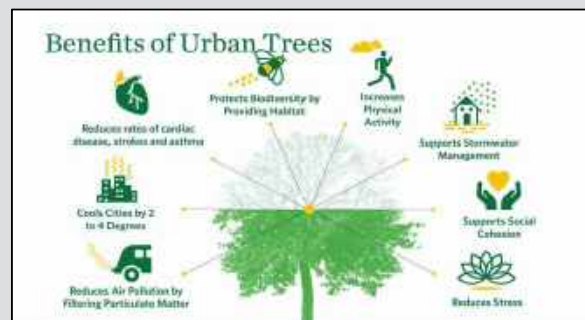 Benefits of Urban Trees
Protects Biodiversity by
Providing Habitat
Increases
Physical
Activity
Reduces rates of cardiac
disease, strokes and asthma
Supports Stormwater
Management
Cools Cities by 2
to 4 Degrees
Supports Social
Cohesion
Reduces Air Pollution by
Filtering Particulate Matter
Reduces Stress